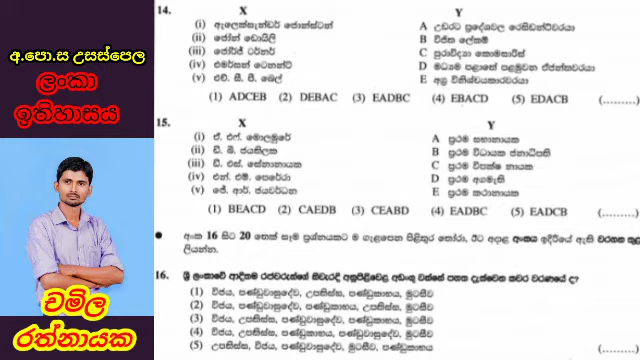 අ.පො.ස උසස්පෙල
ලංකා
ඉතිහාසය
චමිල
රත්නායක
14. X Y
(i) ඇලෙක්සැන්ඩර් ජොන්ස්ටන් A උඩරට ප්‍රදේශවල රෙසිඩන්ට්වරයා
(ii) ජෝන් ඩොයිලි B විජිත ලේකම්
(iii) ජෝර්ජ් ටර්නර් C පුරාවිද්‍යා කොමසාරිස්
(iv) එමර්සන් ටෙනන්ට් D මධ්‍යම පළාතේ පළමුවන ඒජන්තවරයා
(v) එච්. සී. පී. බෙල් E අග්‍ර විනිශ්චයකාරවරයා
(1) ADCEB (2) DEBAC (3) EADBC (4) EBACD (5) EDACB (.........)
15. X Y
(i) ඒ. එෆ්. මොලමුරේ A ප්‍රථම සභානායක
(ii) ඩී. බී. ජයතිලක B ප්‍රථම විධායක ජනාධිපති
(iii) ඩී. එස්. සේනානායක C ප්‍රථම විපක්ෂ නායක
(iv) එන්. එම්. පෙරේරා D ප්‍රථම අගමැති
(v) ජේ. ආර්. ජයවර්ධන E ප්‍රථම කථානායක
(1) BEACD (2) CAEDB (3) CEABD (4) EADBC (5) EADCB (.........)
● අංක 16 සිට 20 තෙක් සෑම ප්‍රශ්නයකට ම ගැළපෙන පිළිතුර තෝරා, ඊට අදාළ අංකය ඉදිරියේ ඇති වරහන තුළ
ලියන්න.
16. ශ්‍රී ලංකාවේ ආදිතම රජවරුන්ගේ නිවැරදි අනුපිළිවෙළ අඩංගු වන්නේ පහත දැක්වෙන කවර වරණයේ ද?
(1) විජය, පණ්ඩුවාසුදේව, උපතිස්ස, පණ්ඩුකාභය, මුටසීව
(2) විජය, පණ්ඩුවාසුදේව, පණ්ඩුකාභය, උපතිස්ස, මුටසීව
(3) විජය, උපතිස්ස, පණ්ඩුවාසුදේව, පණ්ඩුකාභය, මුටසීව
(4) විජය, උපතිස්ස, පණ්ඩුකාභය, පණ්ඩුවාසුදේව, මුටසීව
(5) උපතිස්ස, විජය, පණ්ඩුවාසුදේව, මුටසීව, පණ්ඩුකාභය (.........)